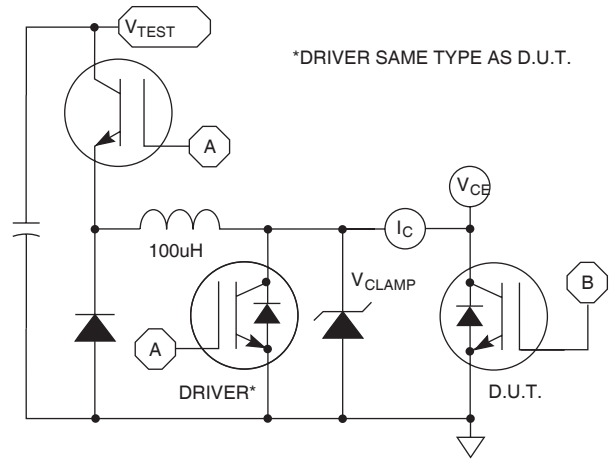 VTEST
*DRIVER SAME TYPE AS D.U.T.
A
VCE
IC
100uH
VCLAMP
B
A
DRIVER*
D.U.T.